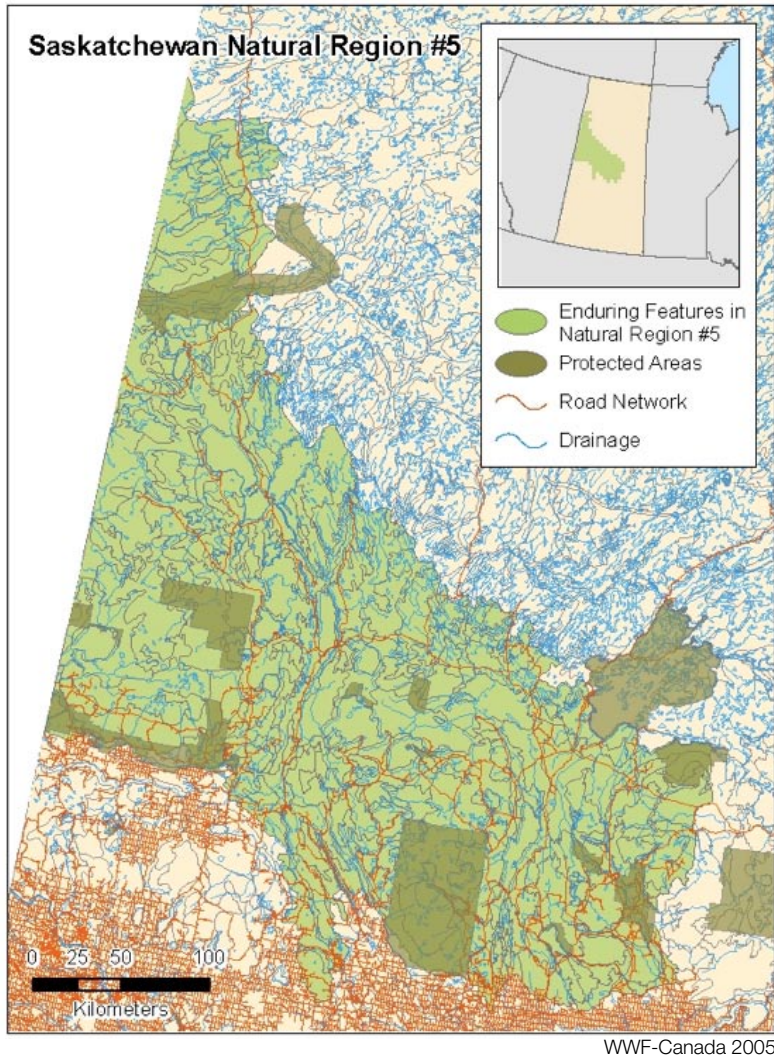 Saskatchewan Natural Region #5
Enduring Features in
Natural Region #5
Protected Areas
Road Network
Drainage
0 25 50 100
Kilometers
WWF-Canada 2005